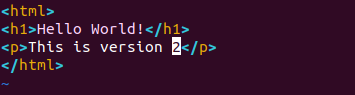 <html>
<h1>Hello World!</h1>
<p>This is version 2</p>
</html>
~